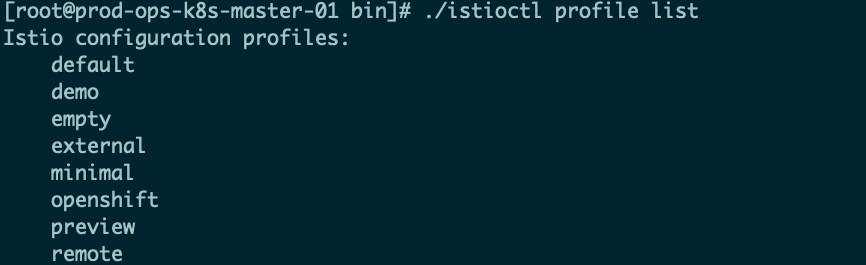 [root@prod-ops-k8s-master-01 bin]# ./istioctl profile list
Istio configuration profiles:
    default
    demo
    empty
    external
    minimal
    openshift
    preview
    remote